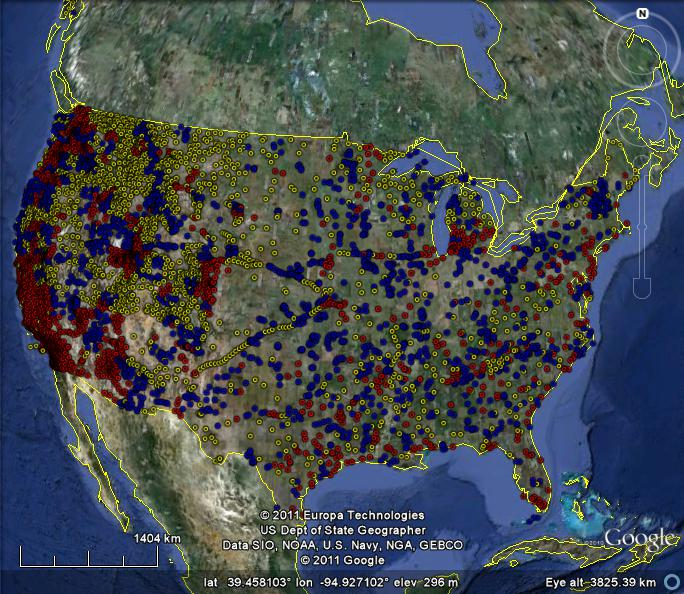 N
1404 km
© 2011 Europa Technologies
US Dept of State Geographer
Data SIO, NOAA, U.S. Navy, NGA, GEBCO
© 2011 Google
Google
lat 39.458103° lon -94.927102° elev 296 m
Eye alt 3825.39 km